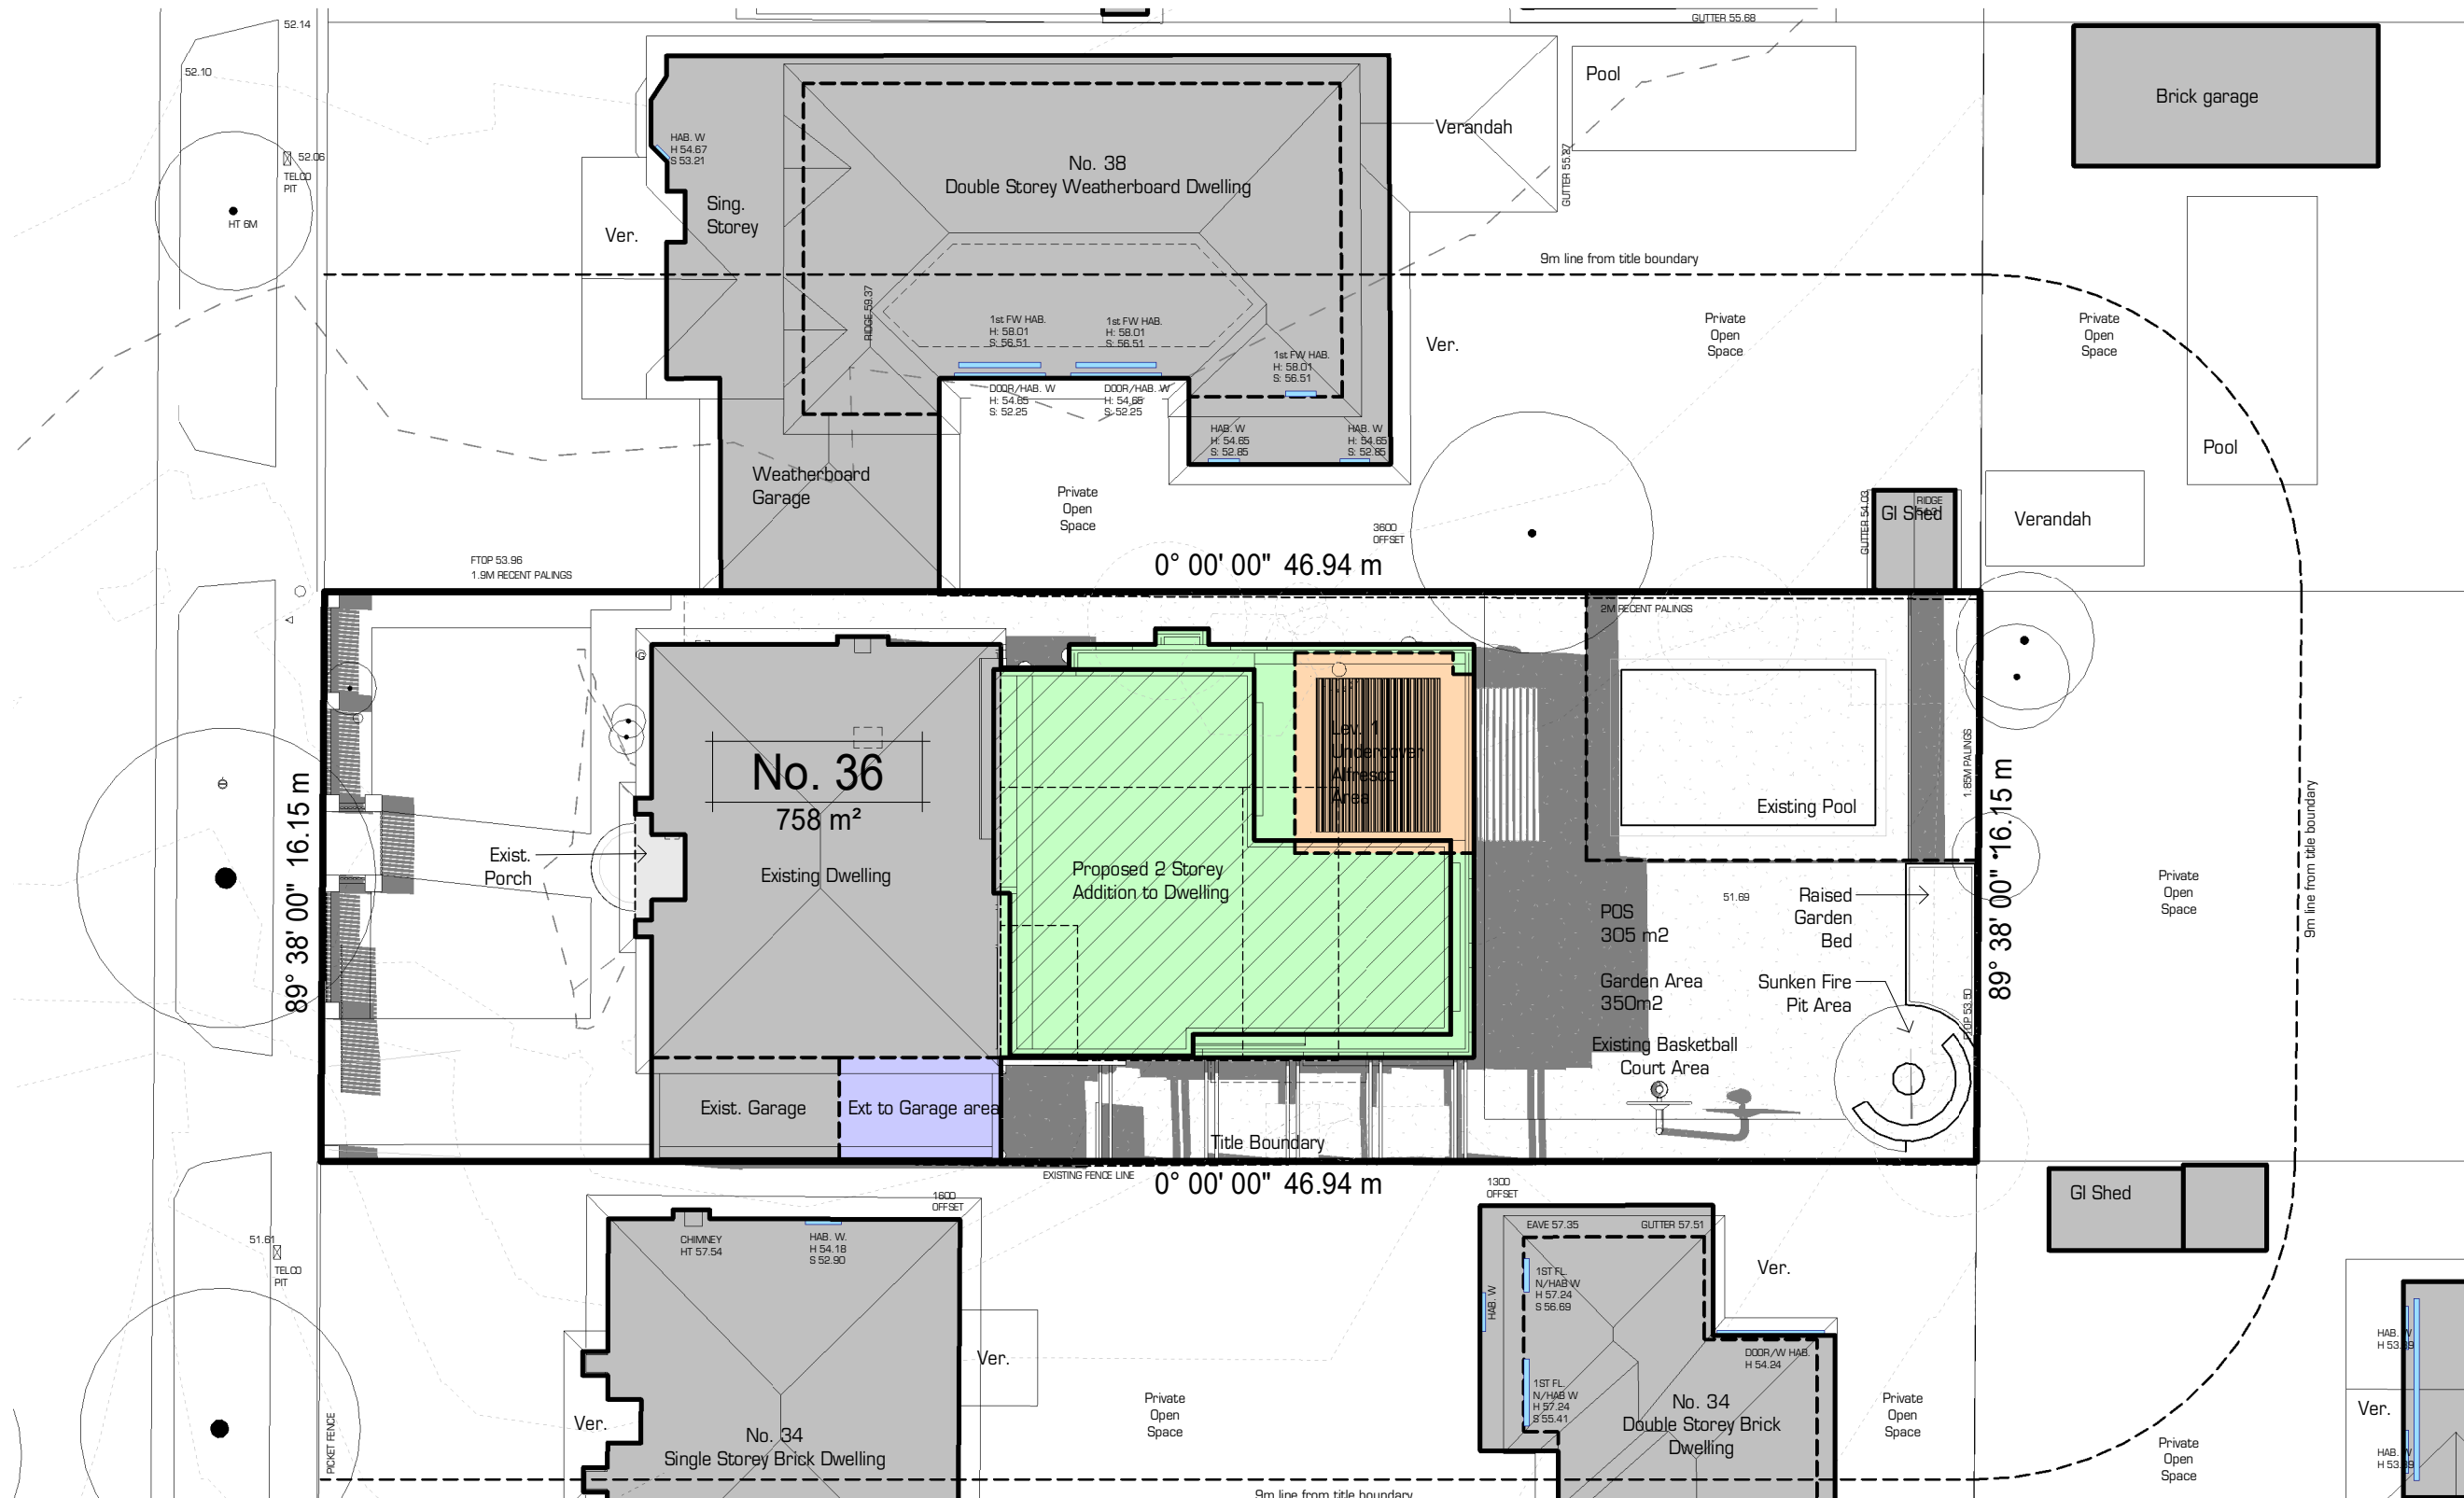 52.14
GUTTER 55.68
52.10
Pool
Brick garage
Verandah
HAB. W
H 54.67
S 53.21
52.06
TELCO
PIT
No. 38
Double Storey Weatherboard Dwelling
GUTTER 55.27
Sing.
Storey
HT 6M
Ver.
9m line from title boundary
RIDGE 59.37
1st FW HAB.
H: 58.01
S: 56.51
1st FW HAB.
H: 58.01
S: 56.51
1st FW HAB.
H: 58.01
S: 56.51
Ver.
Private
Open
Space
Private
Open
Space
DOOR/HAB. W
H: 54.65
S: 52.25
DOOR/HAB. W
H: 54.65
S: 52.25
HAB. W
H: 54.65
S: 52.85
HAB. W
H: 54.65
S: 52.85
Pool
Weatherboard
Garage
Private
Open
Space
3600
OFFSET
GUTTER 54.03
RIDGE
GI Shed
Verandah
FTOP 53.96
1.9M RECENT PALINGS
0° 00' 00" 46.94 m
2M RECENT PALINGS
G
No. 36
758 m²
Lev. 1
Undercover
Alfresco
Area
1.85M PALINGS
Existing Pool
89° 38' 00" 16.15 m
89° 38' 00" 16.15 m
9m line from title boundary
Exist.
Porch
Existing Dwelling
Proposed 2 Storey
Addition to Dwelling
POS
305 m2
51.69
Raised
Garden
Bed
Private
Open
Space
Garden Area
350m2
Sunken Fire
Pit Area
FTOP 53.50
Existing Basketball
Court Area
Exist. Garage
Ext to Garage area
Title Boundary
EXISTING FENCE LINE
0° 00' 00" 46.94 m
1600
OFFSET
1300
OFFSET
GI Shed
51.61
TELCO
PIT
CHIMNEY
HT 57.54
HAB. W.
H 54.18
S 52.90
EAVE 57.35
GUTTER 57.51
Ver.
1ST FL.
N/HAB W
H 57.24
S 56.69
HAB. W
DOOR/W HAB.
H 54.24
Ver.
1ST FL.
N/HAB W
H 57.24
S 55.41
Private
Open
Space
No. 34
Double Storey Brick
Dwelling
Private
Open
Space
Ver.
PICKET FENCE
No. 34
Single Storey Brick Dwelling
Private
Open
Space
Ver.
9m line from title boundary